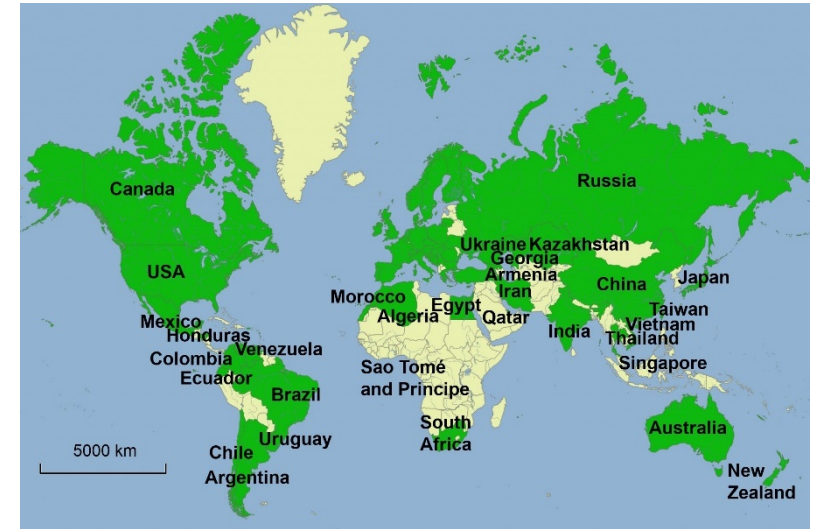 Canada
Russia
Ukraine Kazakhstan
Georgia
USA
Armenia
China
Japan
Iran
Morocco
Egypt
Algeria
Qatar
Taiwan
Mexico
Vietnam
India
Honduras
Thailand
Venezuela
Colombia
Singapore
Sao Tomé
and Principe
Ecuador
Brazil
South
Africa
Australia
Uruguay
5000 km
Chile
Argentina
New
Zealand